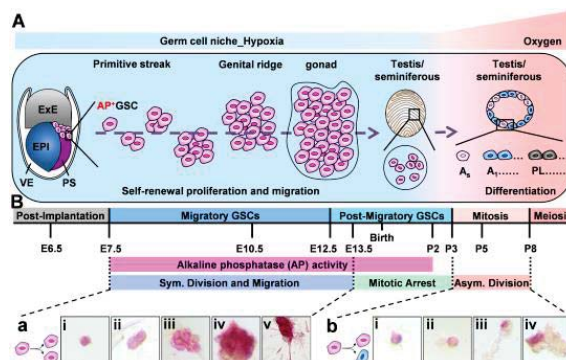 A
Germ cell niche_Hypoxia
Oxygen
Primitive streak
Genital ridge
gonad
Testis/
seminiferous
Testis/
seminiferous
ExE
AP+GSC
EPI
VE
PS
As
A1......
PL......
Self-renewal proliferation and migration
Differentiation
B
Post-Implantation
Migratory GSCs
Post-Migratory GSCs
Mitosis
Meiosi
Birth
E6.5
E7.5
E10.5
E12.5
E13.5
P2
P3
P5
P8
Alkaline phosphatase (AP) activity
Sym. Division and Migration
Mitotic Arrest
Asym. Division
a
i
ii
iii
iv
v
b
i
ii
iii
iv